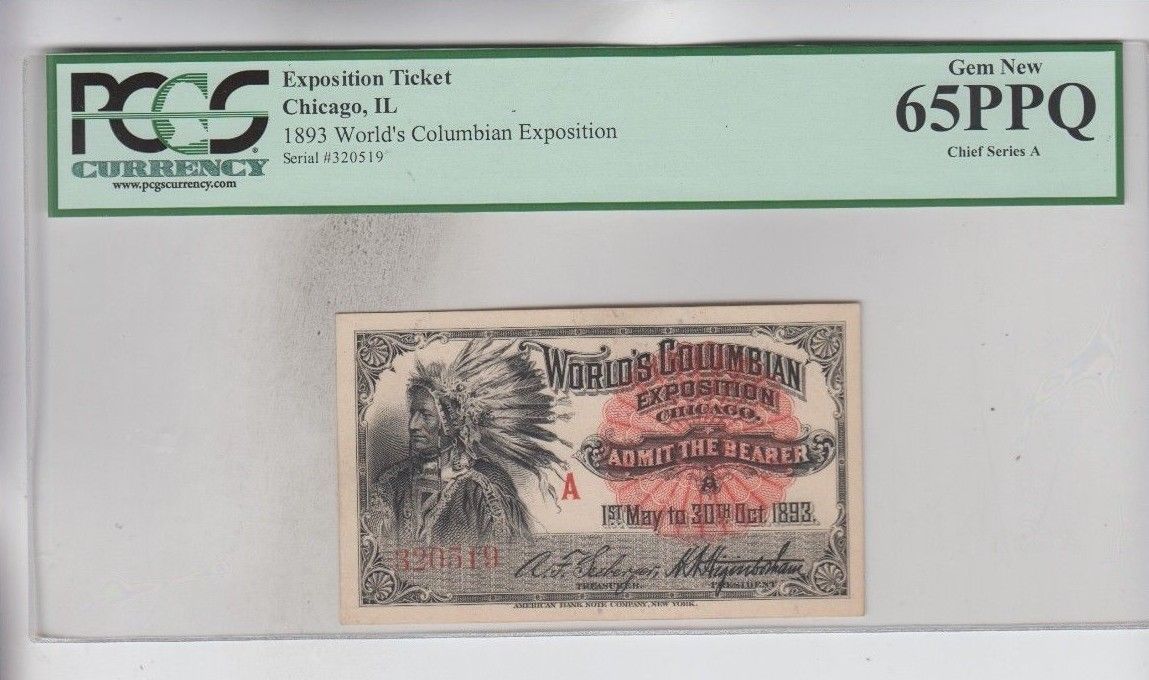 PCGS
CURRENCY
www.pcgscurrency.com
Exposition Ticket
Chicago, IL
1893 World's Columbian Exposition
Serial #320519
Gem New
65PPQ
Chief Series A
WORLD'S COLUMBIAN
EXPOSITION
CHICAGO.
ADMIT THE BEARER
A
A
1ST May to 30TH Oct. 1893.
320519
A. F. Seeberger, H. N. Higinbotham
TREASURER. PRESIDENT
AMERICAN BANK NOTE COMPANY, NEW YORK.